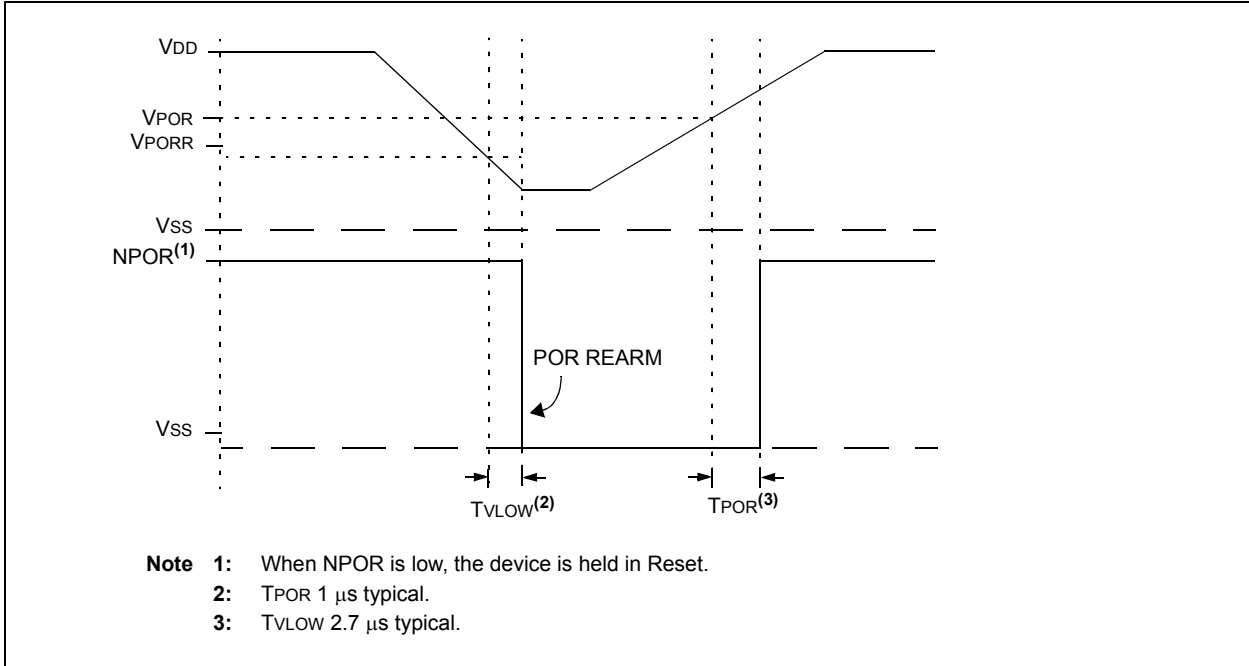 VDD
VPOR
VPORR
VSS
NPOR(1)
POR REARM
VSS
TVLOW(2) TPOR(3)
Note 1: When NPOR is low, the device is held in Reset.
2: TPOR 1 μs typical.
3: TVLOW 2.7 μs typical.